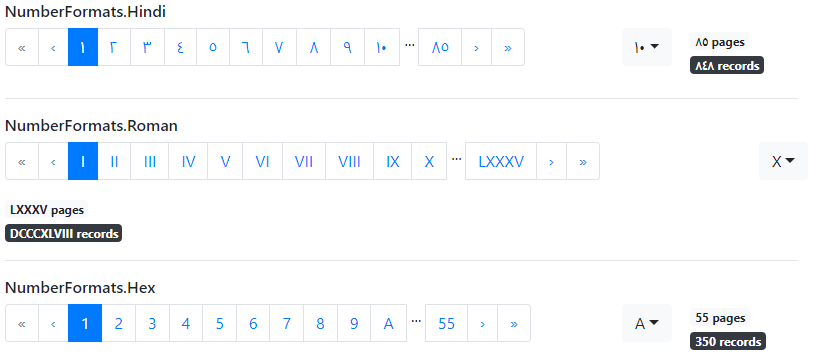 NumberFormats.Hindi
« ‹ ١ ٢ ٣ ٤ ٥ ٦ ٧ ٨ ٩ ١٠ ... ٨٥ › » ١٠ ٨٥ pages
٨٤٨ records
NumberFormats.Roman
« ‹ I II III IV V VI VII VIII IX X ... LXXXV › » X
LXXXV pages
DCCCXLVIII records
NumberFormats.Hex
« ‹ 1 2 3 4 5 6 7 8 9 A ... 55 › » A 55 pages
350 records